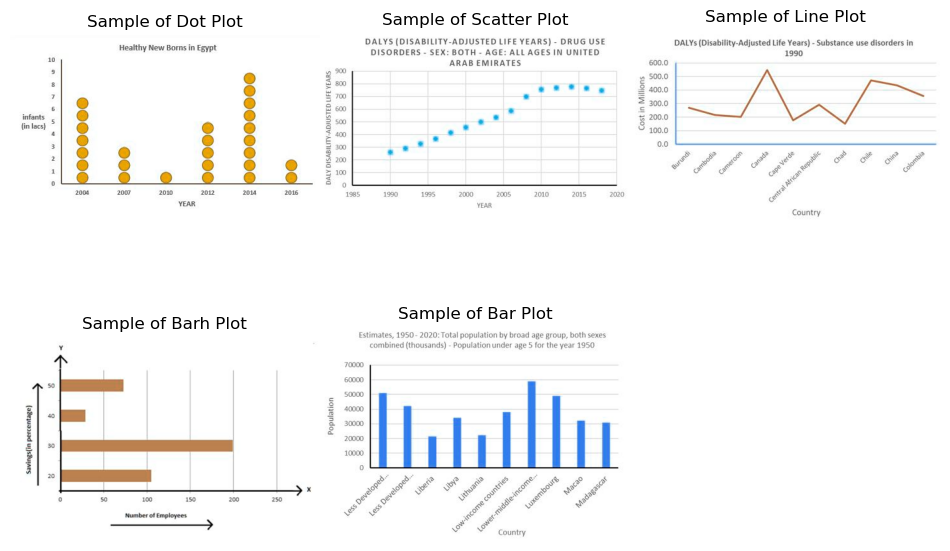 Sample of Dot Plot
Healthy New Borns in Egypt
10
9
8
7
6
5
4
3
2
1
0
infants
(in lacs)
2004 2007 2010 2012 2014 2016
YEAR
Sample of Scatter Plot
DALYS (DISABILITY-ADJUSTED LIFE YEARS) - DRUG USE
DISORDERS - SEX: BOTH - AGE: ALL AGES IN UNITED
ARAB EMIRATES
DALY DISABILITY-ADJUSTED LIFE YEARS
900
800
700
600
500
400
300
200
100
0
1985 1990 1995 2000 2005 2010 2015 2020
YEAR
Sample of Line Plot
DALYs (Disability-Adjusted Life Years) - Substance use disorders in
1990
Cost in Millions
600.0
500.0
400.0
300.0
200.0
100.0
0.0
Burundi
Cambodia
Cameroon
Canada
Cape Verde
Central African Republic
Chad
Chile
China
Colombia
Country
Sample of Barh Plot
Y
Savings(in percentage)
50
40
30
20
0 50 100 150 200 250
X
Number of Employees
Sample of Bar Plot
Estimates, 1950 - 2020: Total population by broad age group, both sexes
combined (thousands) - Population under age 5 for the year 1950
Population
70000
60000
50000
40000
30000
20000
10000
0
Less Developed...
Less Developed...
Liberia
Libya
Lithuania
Low-income countries
Lower-middle-income...
Luxembourg
Macao
Madagascar
Country